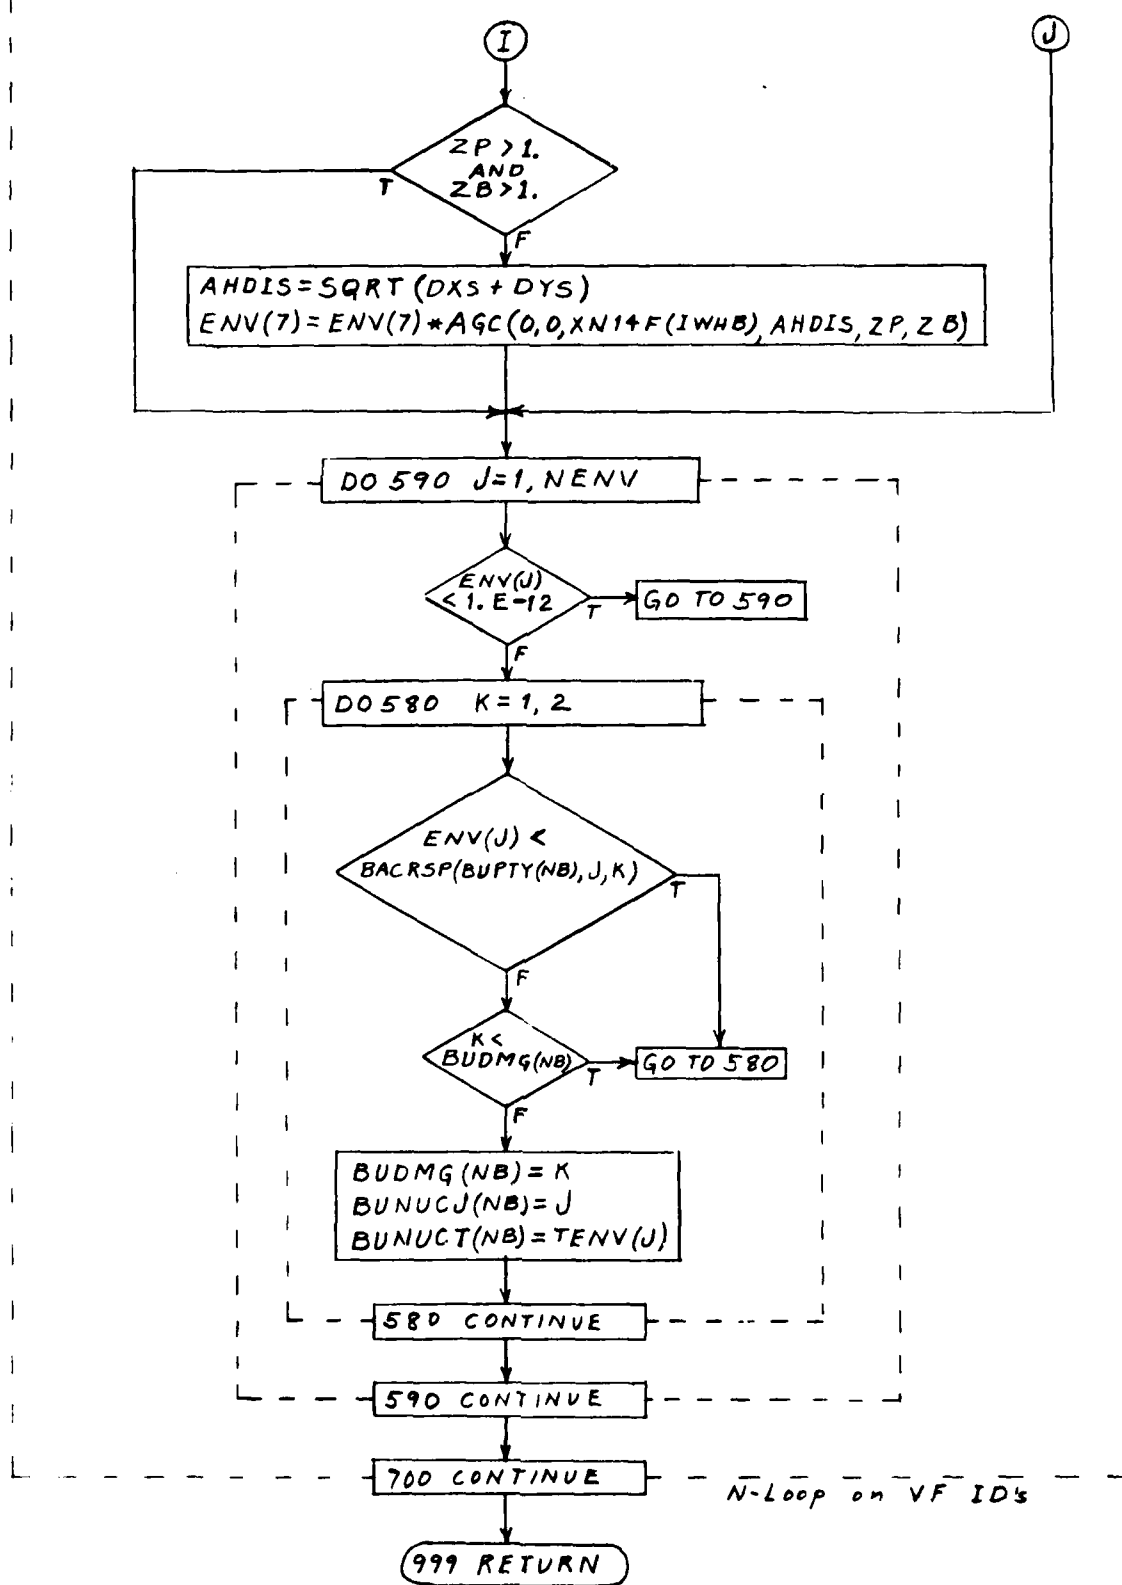 I
J
ZP > 1.
AND
ZB > 1.
T
F
AHDIS = SQRT (DXS + DYS)
ENV(7) = ENV(7) * AGC(0,0,XN14F(IWHB), AHDIS, ZP, ZB)
DO 590 J=1, NENV
ENV(J)
< 1. E-12
T
GO TO 590
F
DO 580 K = 1, 2
ENV(J) <
BACRSP(BUPTY(NB), J, K)
T
F
K <
BUDMG(NB)
T
GO TO 580
F
BUDMG(NB) = K
BUNUCJ(NB) = J
BUNUCT(NB) = TENV(J)
580 CONTINUE
590 CONTINUE
700 CONTINUE
N-Loop on VF ID's
999 RETURN